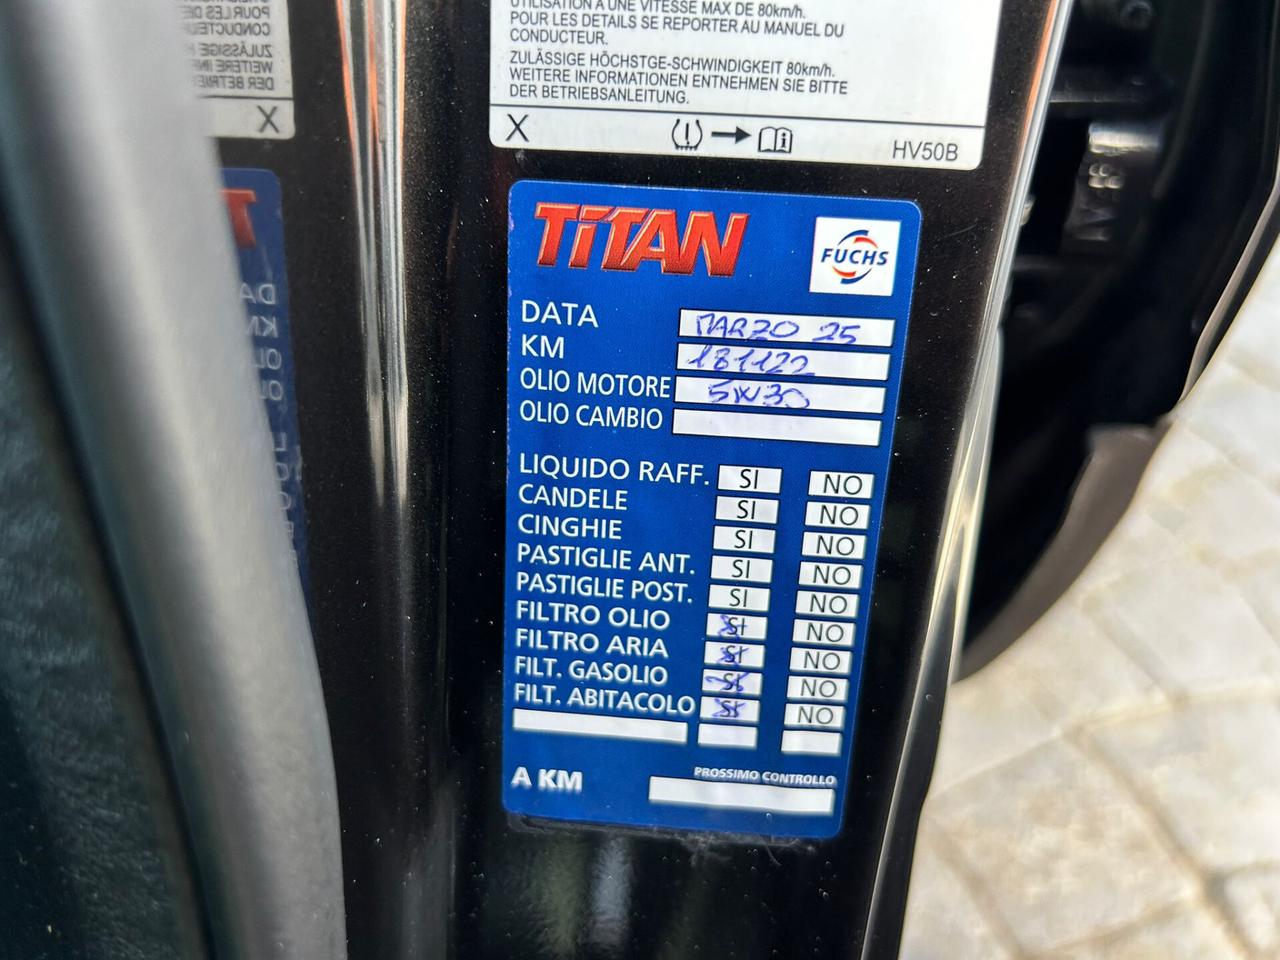 UTILISATION A UNE VITESSE MAX DE 80km/h.
POUR LES DETAILS SE REPORTER AU MANUEL DU
CONDUCTEUR.
ZULÄSSIGE HÖCHSTGE-SCHWINDIGKEIT 80km/h.
WEITERE INFORMATIONEN ENTNEHMEN SIE BITTE
DER BETRIEBSANLEITUNG.
X HV50B
TITAN FUCHS
DATA MARZO 25
KM 181122
OLIO MOTORE 5W30
OLIO CAMBIO
LIQUIDO RAFF. SI NO
CANDELE SI NO
CINGHIE SI NO
PASTIGLIE ANT. SI NO
PASTIGLIE POST. SI NO
FILTRO OLIO SI NO
FILTRO ARIA SI NO
FILT. GASOLIO SI NO
FILT. ABITACOLO SI NO
PROSSIMO CONTROLLO
A KM